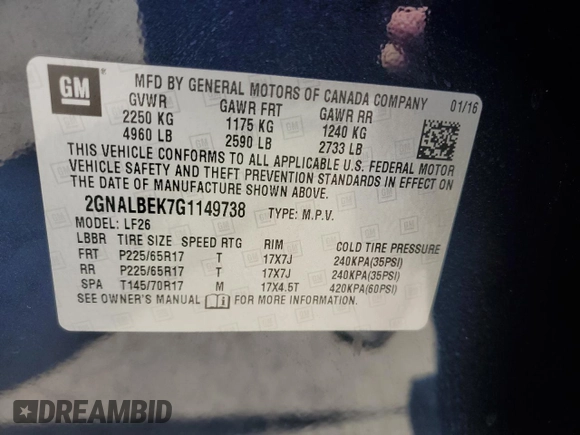 GM
MFD BY GENERAL MOTORS OF CANADA COMPANY 01/16
GVWR GAWR FRT GAWR RR
2250 KG 1175 KG 1240 KG
4960 LB 2590 LB 2733 LB
THIS VEHICLE CONFORMS TO ALL APPLICABLE U.S. FEDERAL MOTOR
VEHICLE SAFETY AND THEFT PREVENTION STANDARDS IN EFFECT ON THE
DATE OF MANUFACTURE SHOWN ABOVE.
2GNALBEK7G1149738 TYPE: M.P.V.
MODEL: LF26
LBBR TIRE SIZE SPEED RTG RIM COLD TIRE PRESSURE
FRT P225/65R17 T 17X7J 240KPA(35PSI)
RR P225/65R17 T 17X7J 240KPA(35PSI)
SPA T145/70R17 M 17X4.5T 420KPA(60PSI)
SEE OWNER'S MANUAL FOR MORE INFORMATION.
DREAMBID